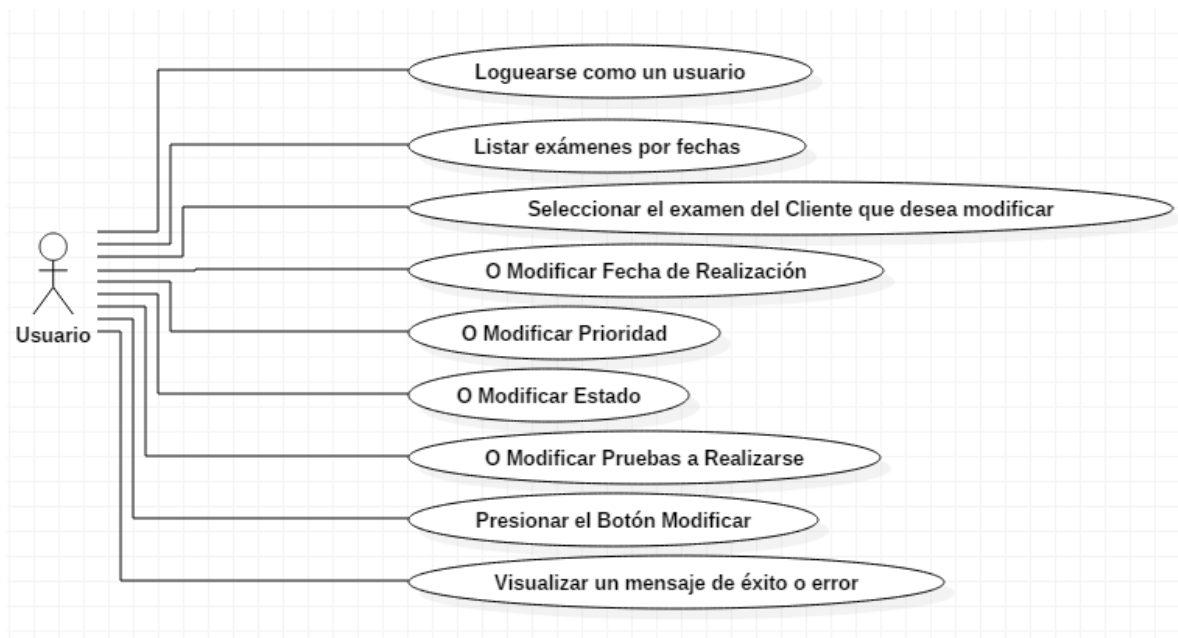 Loguearse como un usuario
Listar exámenes por fechas
Seleccionar el examen del Cliente que desea modificar
O Modificar Fecha de Realización
O Modificar Prioridad
Usuario
O Modificar Estado
O Modificar Pruebas a Realizarse
Presionar el Botón Modificar
Visualizar un mensaje de éxito o error